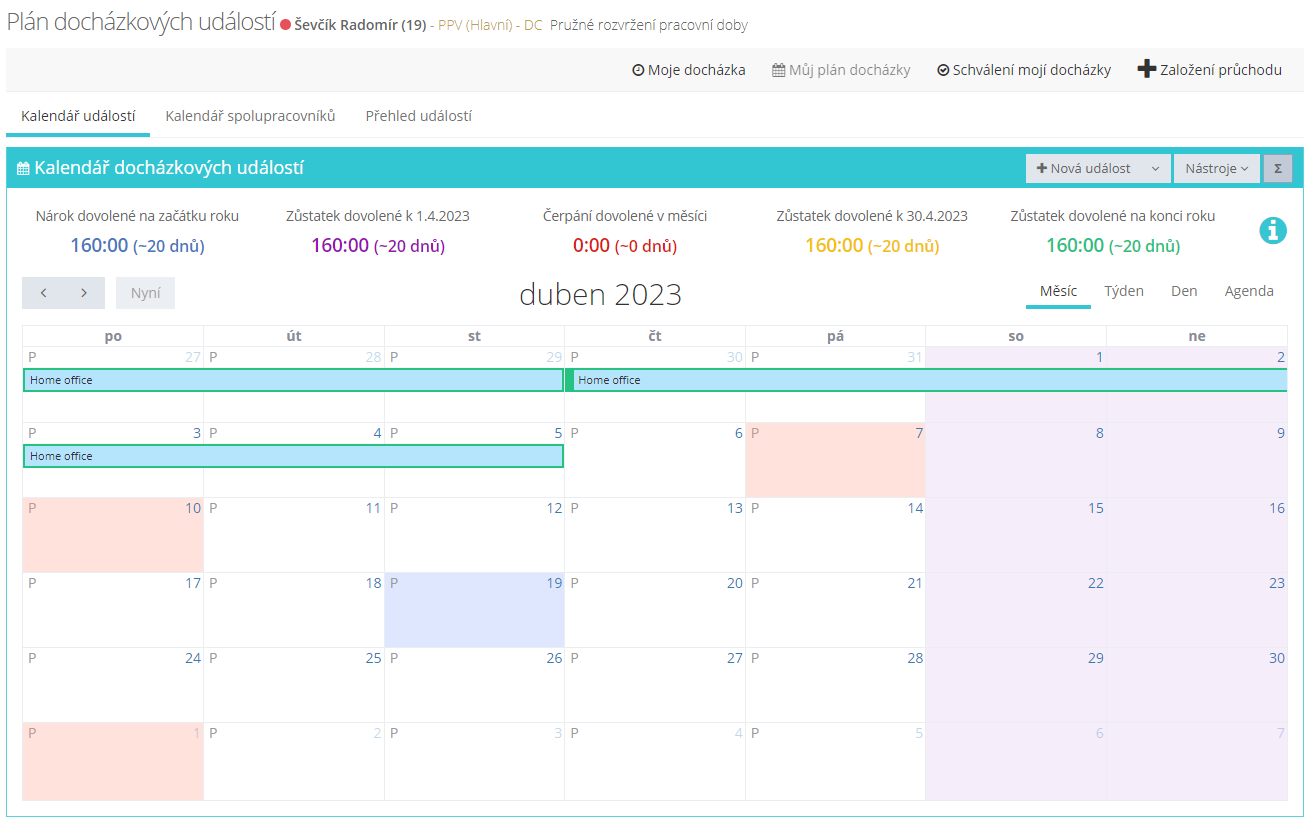 Plán docházkových událostí Ševčík Radomír (19) - PPV (Hlavní) - DC Pružné rozvržení pracovní doby
Moje docházka Můj plán docházky Schválení mojí docházky Založení průchodu
Kalendář událostí Kalendář spolupracovníků Přehled událostí
Kalendář docházkových událostí Nová událost Nástroje Σ
Nárok dovolené na začátku roku Zůstatek dovolené k 1.4.2023 Čerpání dovolené v měsíci Zůstatek dovolené k 30.4.2023 Zůstatek dovolené na konci roku
160:00 (~20 dnů) 160:00 (~20 dnů) 0:00 (~0 dnů) 160:00 (~20 dnů) 160:00 (~20 dnů)
Nyní duben 2023 Měsíc Týden Den Agenda
po út st čt pá so ne
P 27 P 28 P 29 P 30 P 31 1 2
Home office Home office
P 3 P 4 P 5 P 6 P 7 8 9
Home office
P 10 P 11 P 12 P 13 P 14 15 16
P 17 P 18 P 19 P 20 P 21 22 23
P 24 P 25 P 26 P 27 P 28 29 30
P 1 P 2 P 3 P 4 P 5 6 7